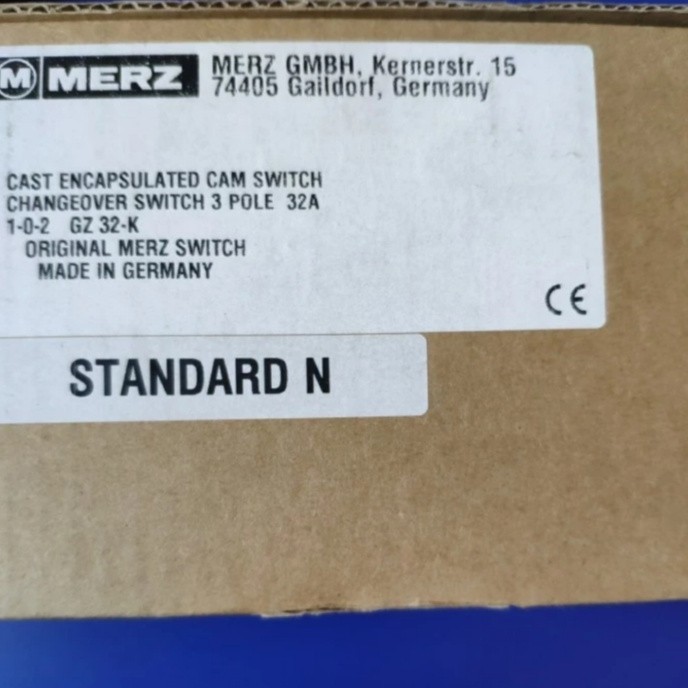 M MERZ MERZ GMBH, Kernerstr. 15
74405 Gaildorf, Germany
CAST ENCAPSULATED CAM SWITCH
CHANGEOVER SWITCH 3 POLE 32A
1-0-2 GZ 32-K
ORIGINAL MERZ SWITCH
MADE IN GERMANY
CE
STANDARD N